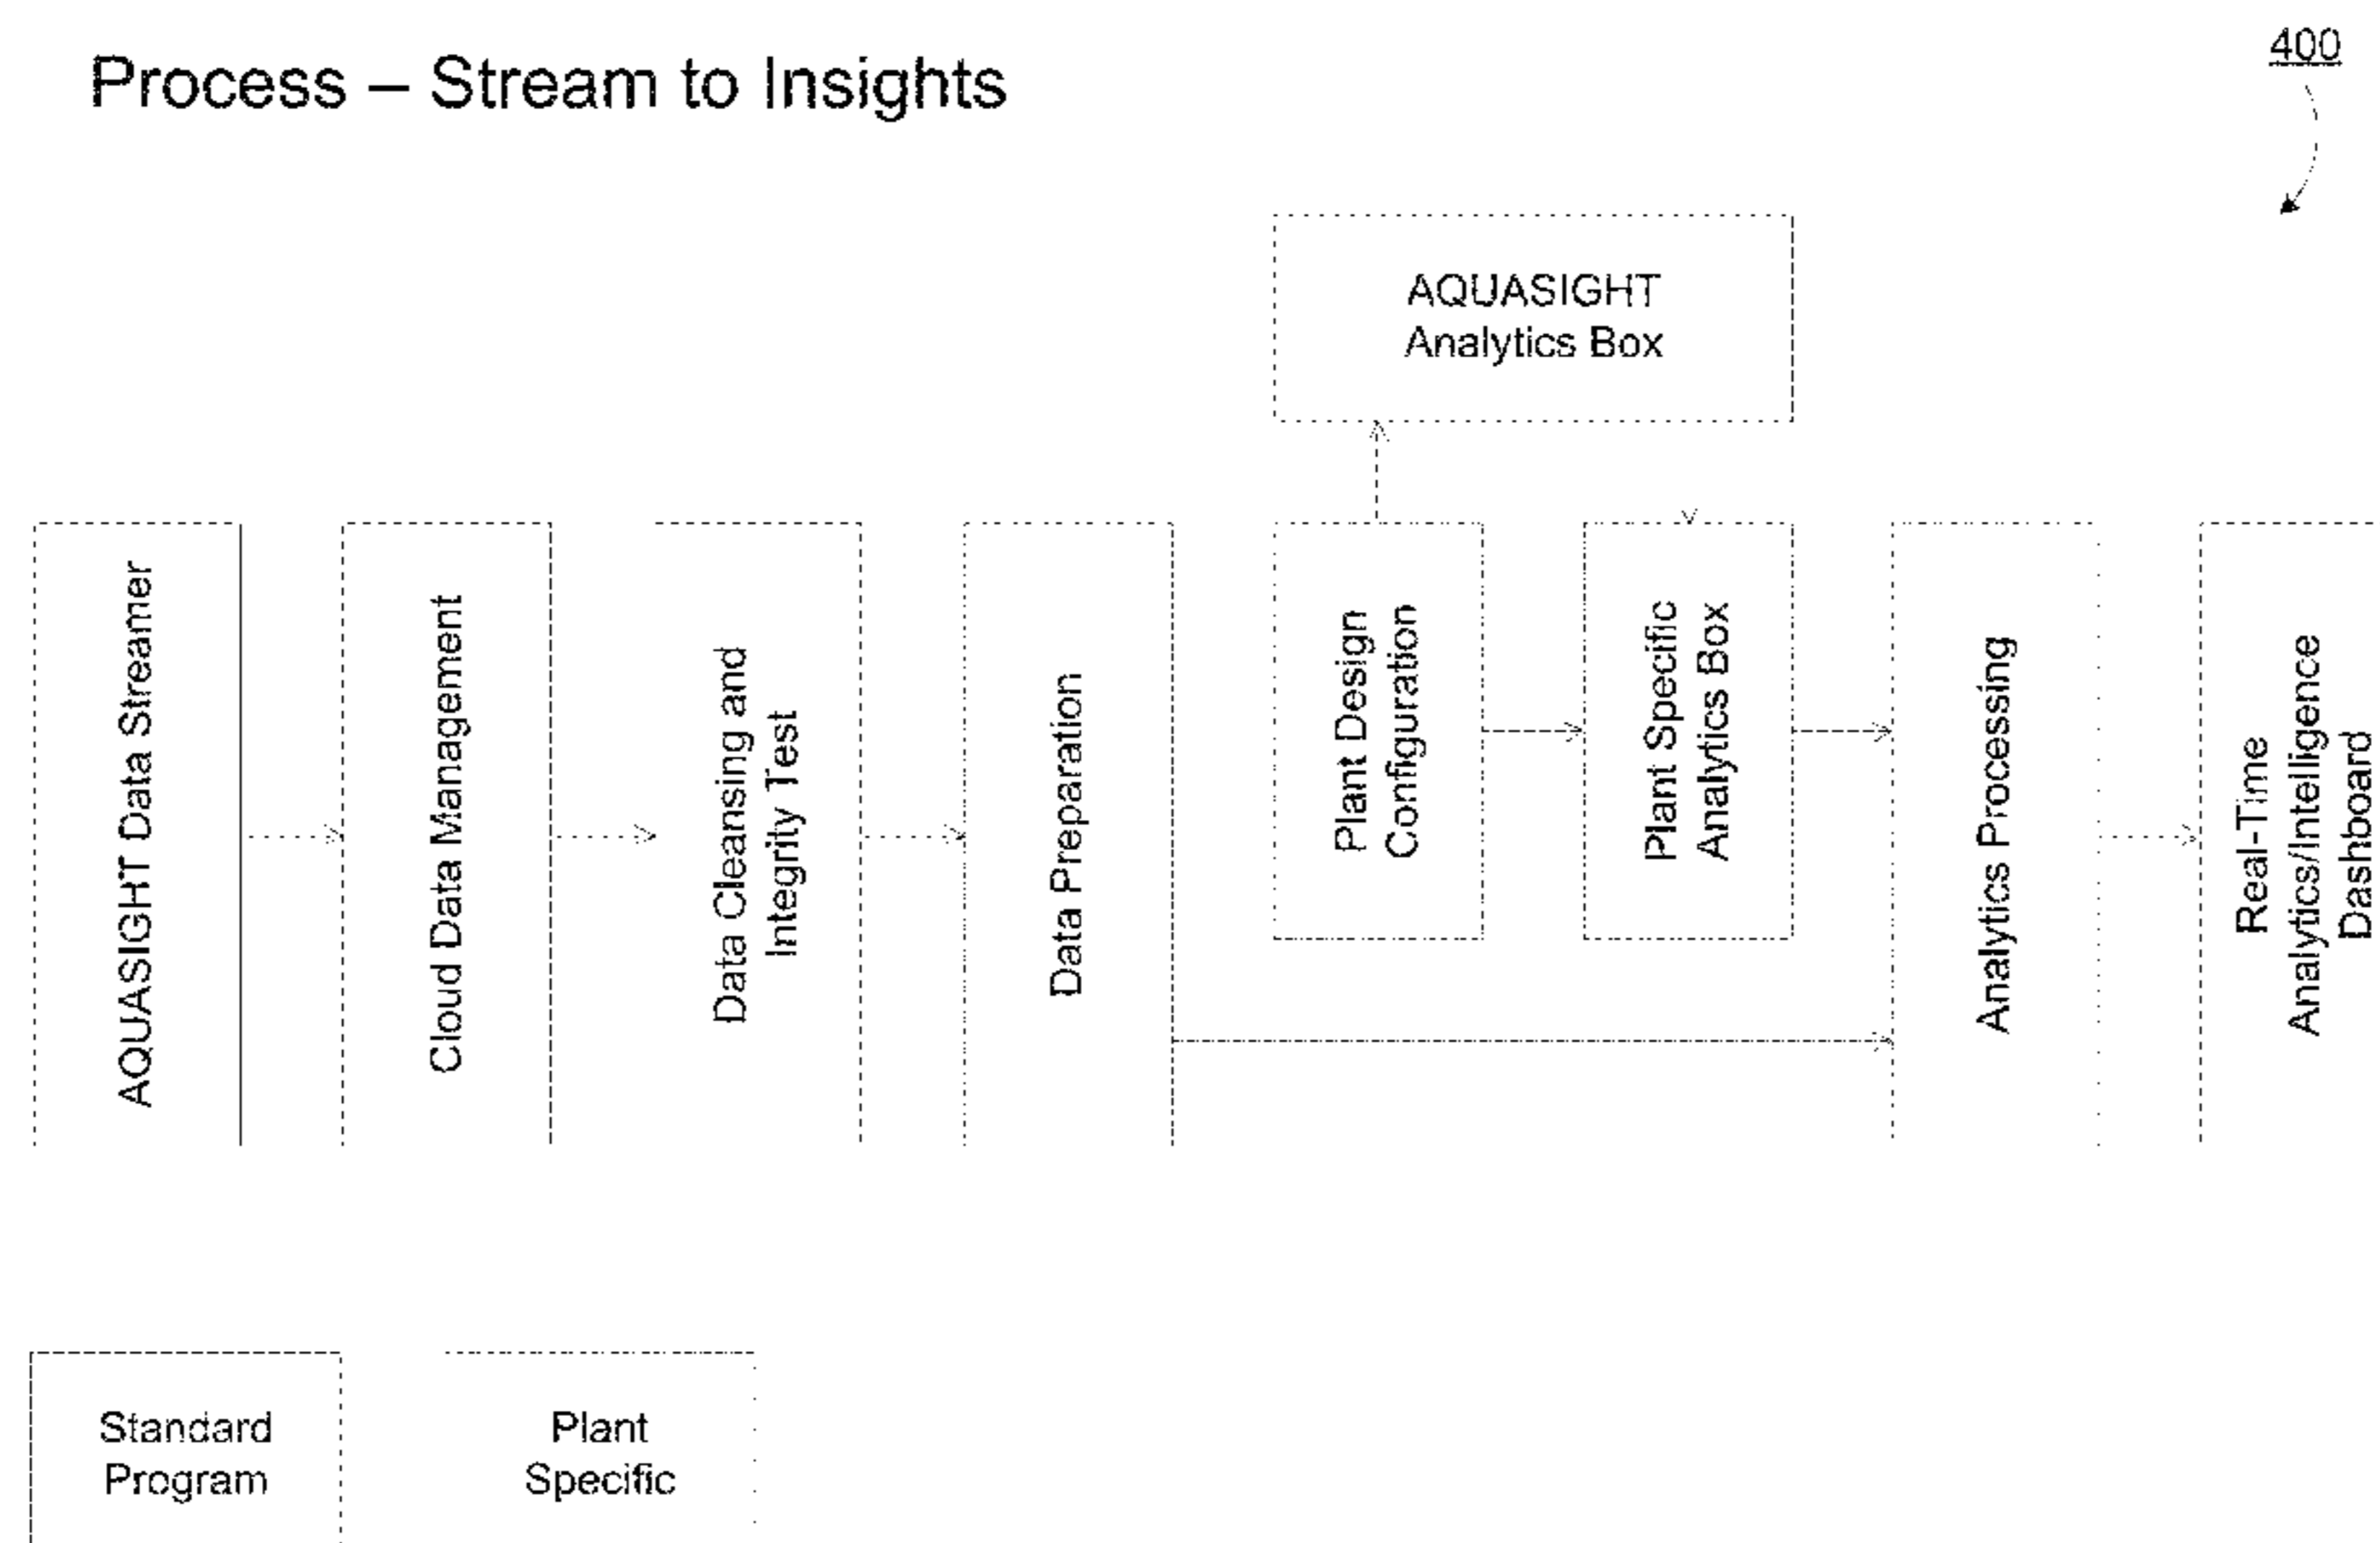 Process – Stream to Insights
400
AQUASIGHT
Analytics Box
AQUASIGHT Data Streamer
Cloud Data Management
Data Cleansing and
Integrity Test
Data Preparation
Plant Design
Configuration
Plant Specific
Analytics Box
Analytics Processing
Real-Time
Analytics/Intelligence
Dashboard
Standard
Program
Plant
Specific